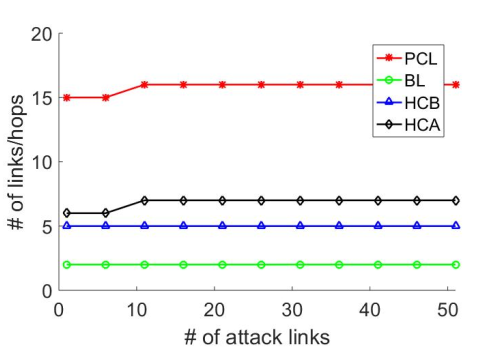 20
15
10
5
0
# of links/hops
PCL
BL
HCB
HCA
0 10 20 30 40 50
# of attack links